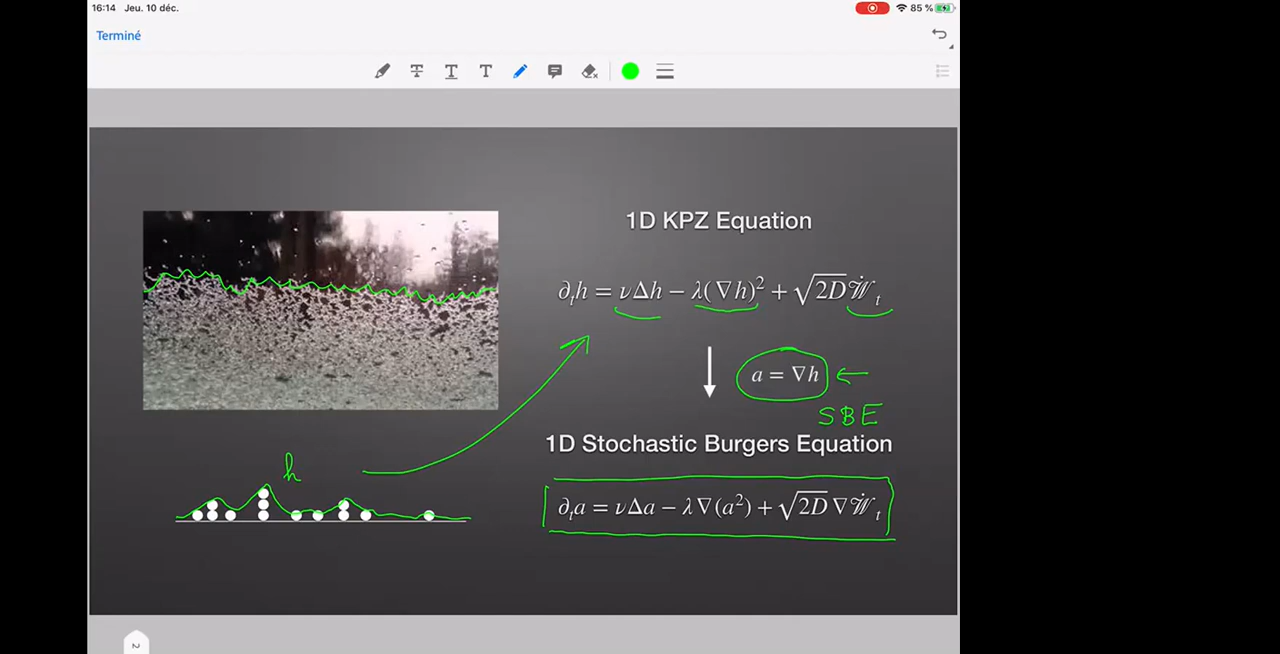 16:14 Jeu. 10 déc. 85 %
Terminé
1D KPZ Equation
∂ₜh = νΔh − λ(∇h)² + √2D Ẇₜ
a = ∇h
SBE
1D Stochastic Burgers Equation
h
∂ₜa = νΔa − λ∇(a²) + √2D ∇Ẇₜ
2